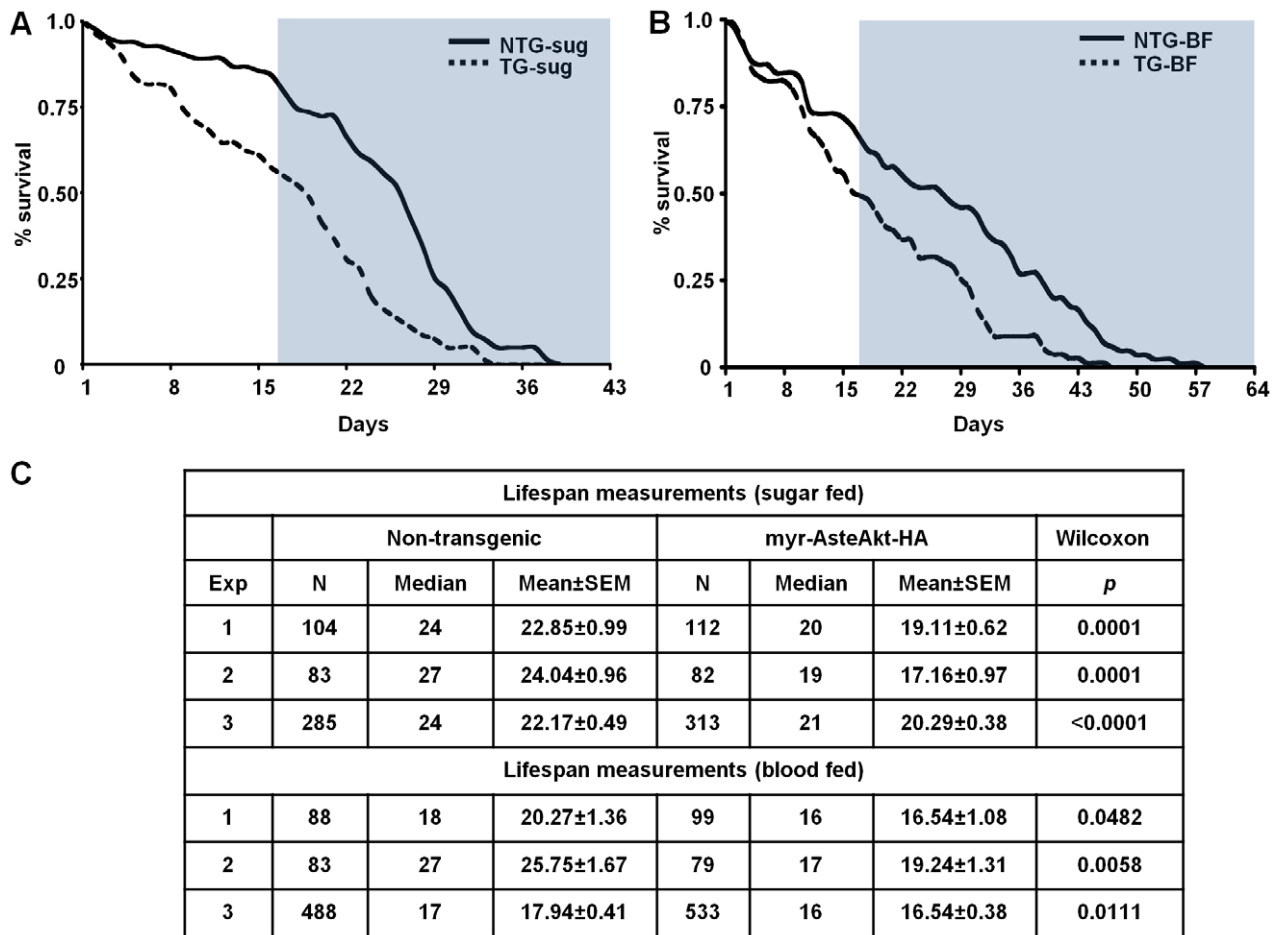 A
1.0
0.75
0.50
0.25
0
% survival
NTG-sug
TG-sug
1 8 15 22 29 36 43
Days
B
1.0
0.75
0.50
0.25
0
% survival
NTG-BF
TG-BF
1 8 15 22 29 36 43 50 57 64
Days
C
Lifespan measurements (sugar fed)
Non-transgenic myr-AsteAkt-HA Wilcoxon
Exp N Median Mean±SEM N Median Mean±SEM p
1 104 24 22.85±0.99 112 20 19.11±0.62 0.0001
2 83 27 24.04±0.96 82 19 17.16±0.97 0.0001
3 285 24 22.17±0.49 313 21 20.29±0.38 <0.0001
Lifespan measurements (blood fed)
1 88 18 20.27±1.36 99 16 16.54±1.08 0.0482
2 83 27 25.75±1.67 79 17 19.24±1.31 0.0058
3 488 17 17.94±0.41 533 16 16.54±0.38 0.0111